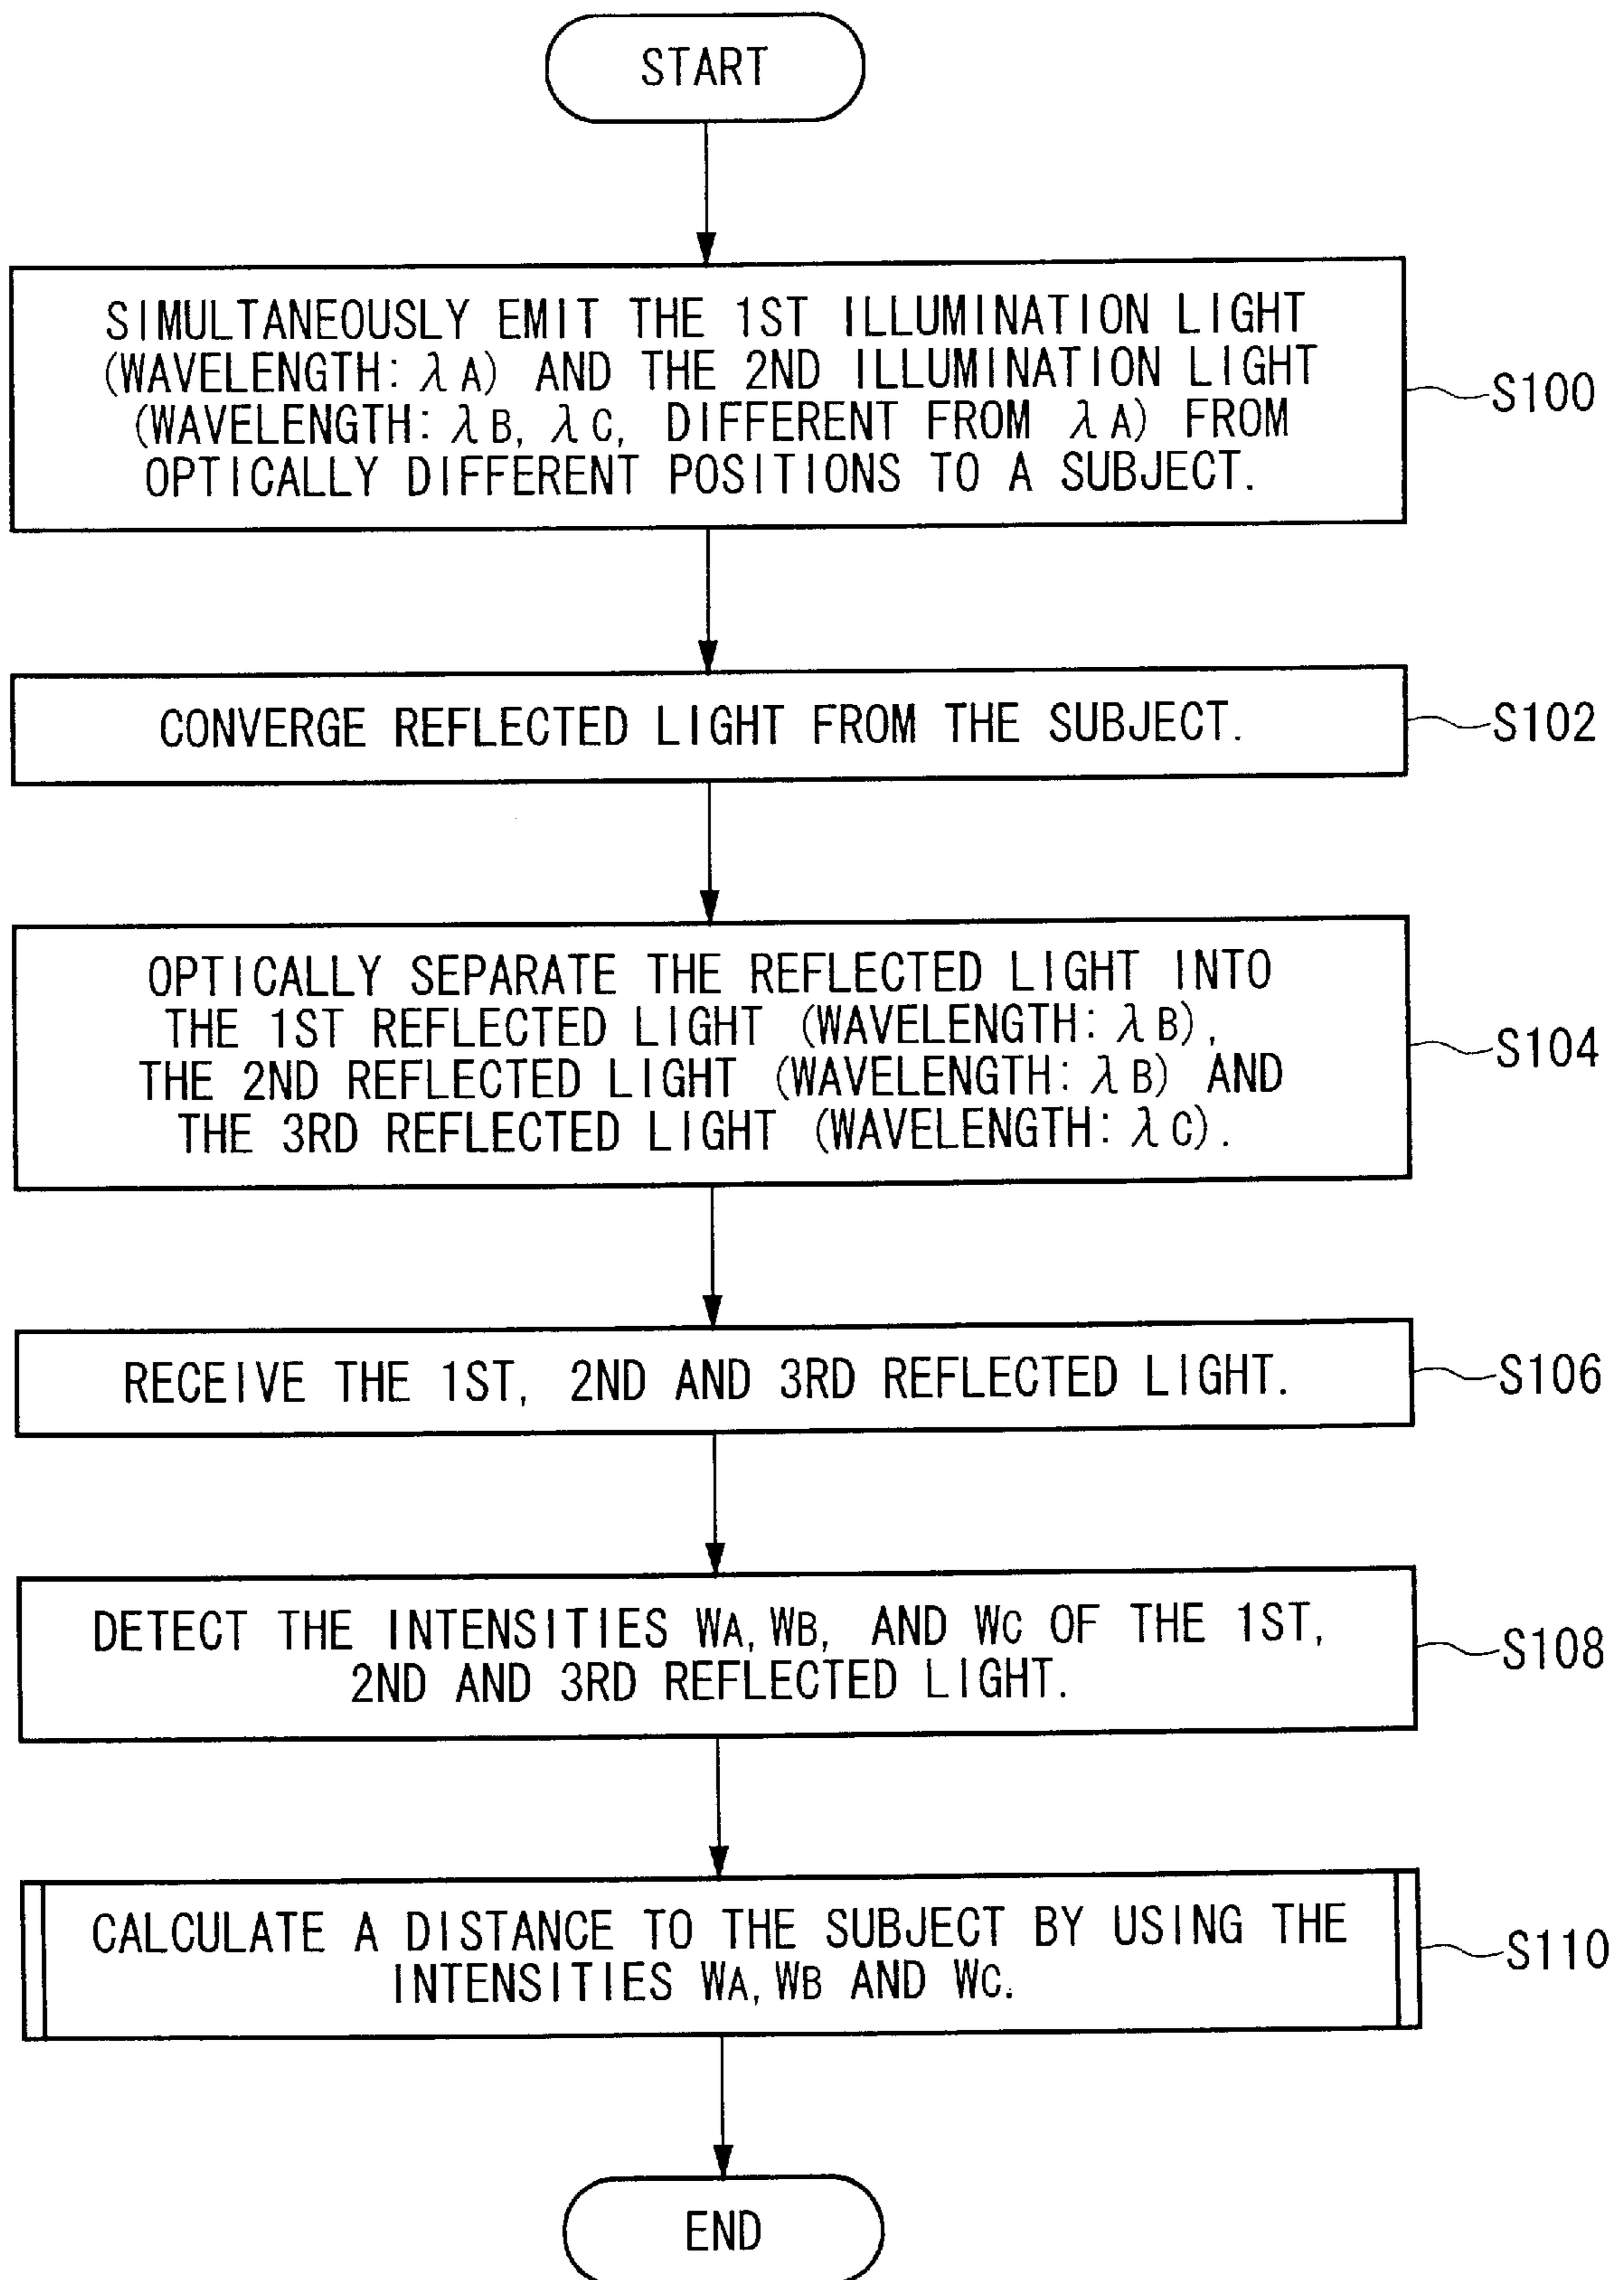 START
SIMULTANEOUSLY EMIT THE 1ST ILLUMINATION LIGHT
(WAVELENGTH: λA) AND THE 2ND ILLUMINATION LIGHT
(WAVELENGTH: λB, λC, DIFFERENT FROM λA) FROM
OPTICALLY DIFFERENT POSITIONS TO A SUBJECT.
S100
CONVERGE REFLECTED LIGHT FROM THE SUBJECT.
S102
OPTICALLY SEPARATE THE REFLECTED LIGHT INTO
THE 1ST REFLECTED LIGHT (WAVELENGTH: λB),
THE 2ND REFLECTED LIGHT (WAVELENGTH: λB) AND
THE 3RD REFLECTED LIGHT (WAVELENGTH: λC).
S104
RECEIVE THE 1ST, 2ND AND 3RD REFLECTED LIGHT.
S106
DETECT THE INTENSITIES WA, WB, AND WC OF THE 1ST,
2ND AND 3RD REFLECTED LIGHT.
S108
CALCULATE A DISTANCE TO THE SUBJECT BY USING THE
INTENSITIES WA, WB AND WC.
S110
END